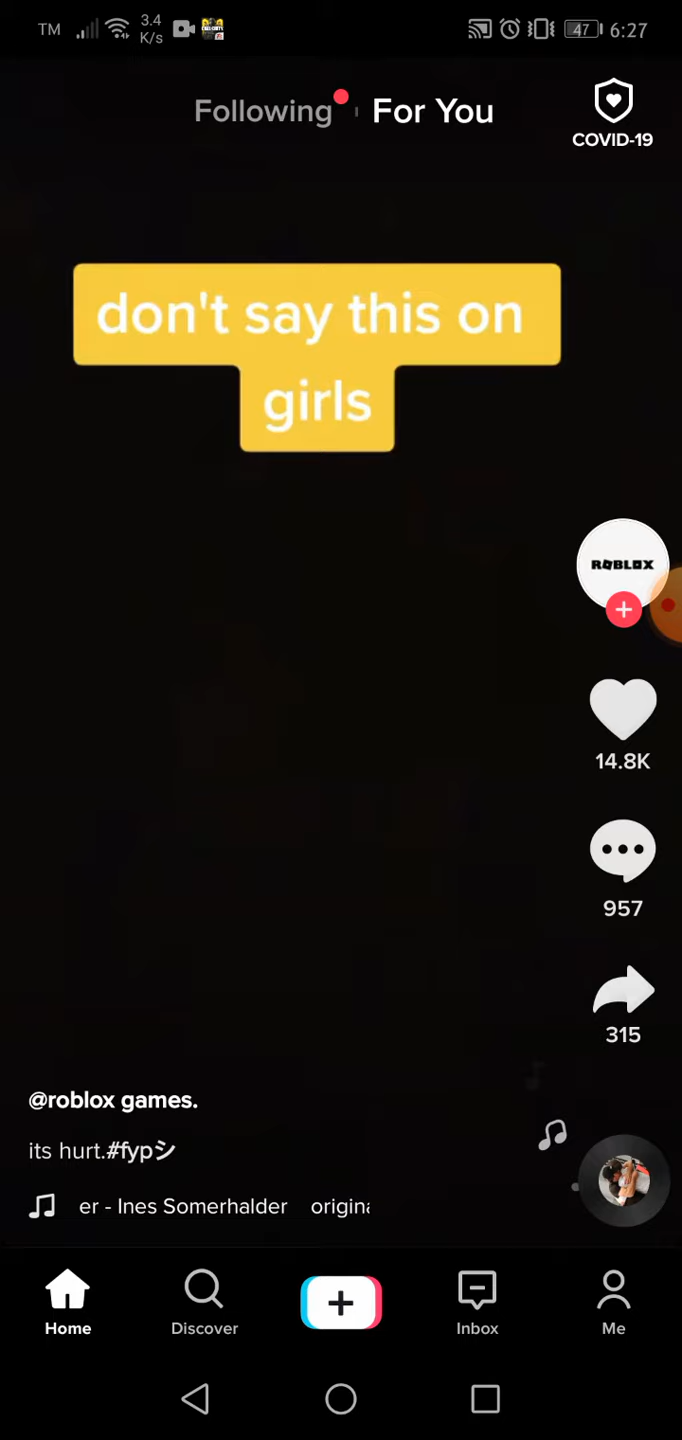 TM 3.4 K/s 47 6:27
Following For You
COVID-19
don't say this on
girls
ROBLOX
14.8K
957
315
@roblox games.
its hurt.#fypシ
er - Ines Somerhalder origina
Home Discover Inbox Me